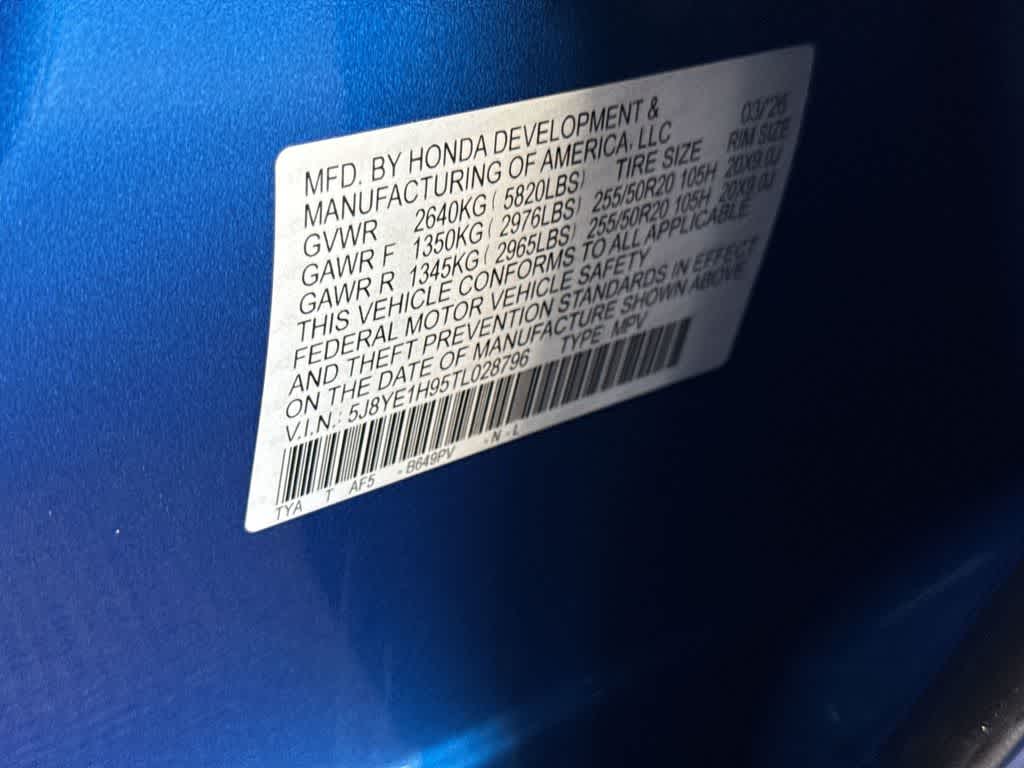 MFD. BY HONDA DEVELOPMENT & 03/26
MANUFACTURING OF AMERICA, LLC
GVWR 2640KG ( 5820LBS) TIRE SIZE RIM SIZE
GAWR F 1350KG ( 2976LBS) 255/50R20 105H 20X9.0J
GAWR R 1345KG ( 2965LBS) 255/50R20 105H 20X9.0J
THIS VEHICLE CONFORMS TO ALL APPLICABLE
FEDERAL MOTOR VEHICLE SAFETY
AND THEFT PREVENTION STANDARDS IN EFFECT
ON THE DATE OF MANUFACTURE SHOWN ABOVE
V.I.N.: 5J8YE1H95TL028796 TYPE: MPV
TYA T AF5 -B649PV -N-L